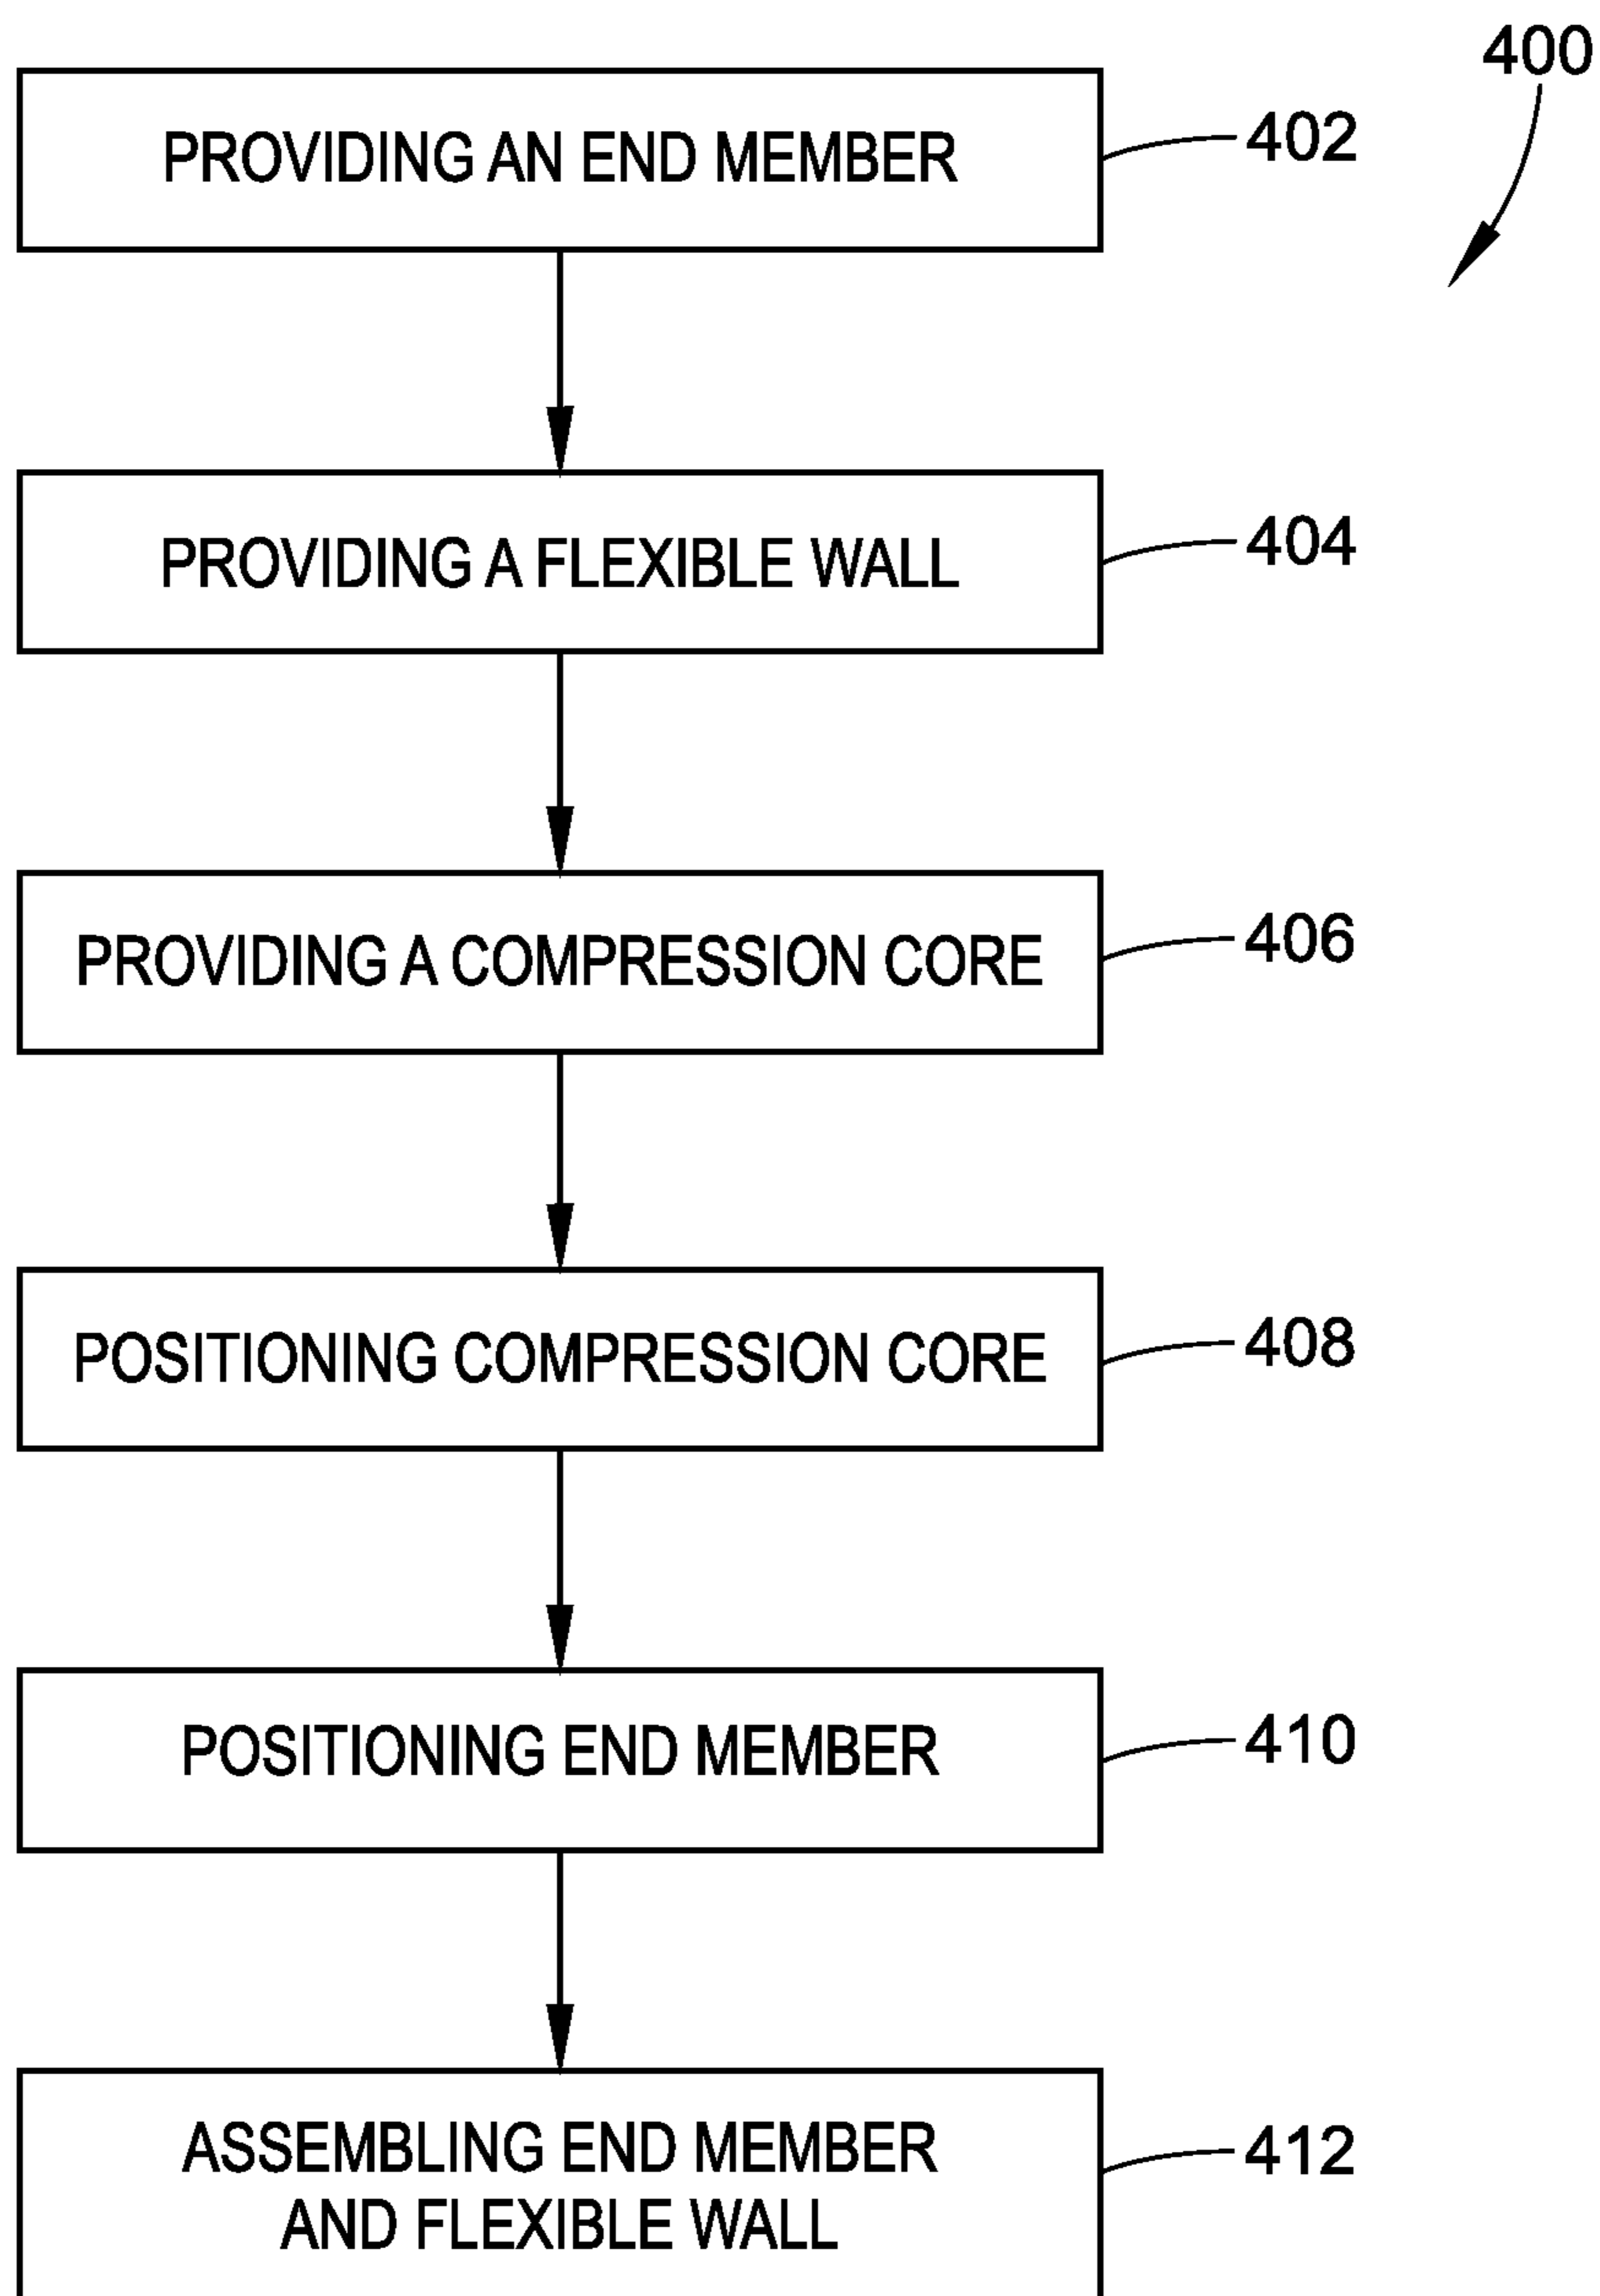 400
PROVIDING AN END MEMBER
402
PROVIDING A FLEXIBLE WALL
404
PROVIDING A COMPRESSION CORE
406
POSITIONING COMPRESSION CORE
408
POSITIONING END MEMBER
410
ASSEMBLING END MEMBER
AND FLEXIBLE WALL
412